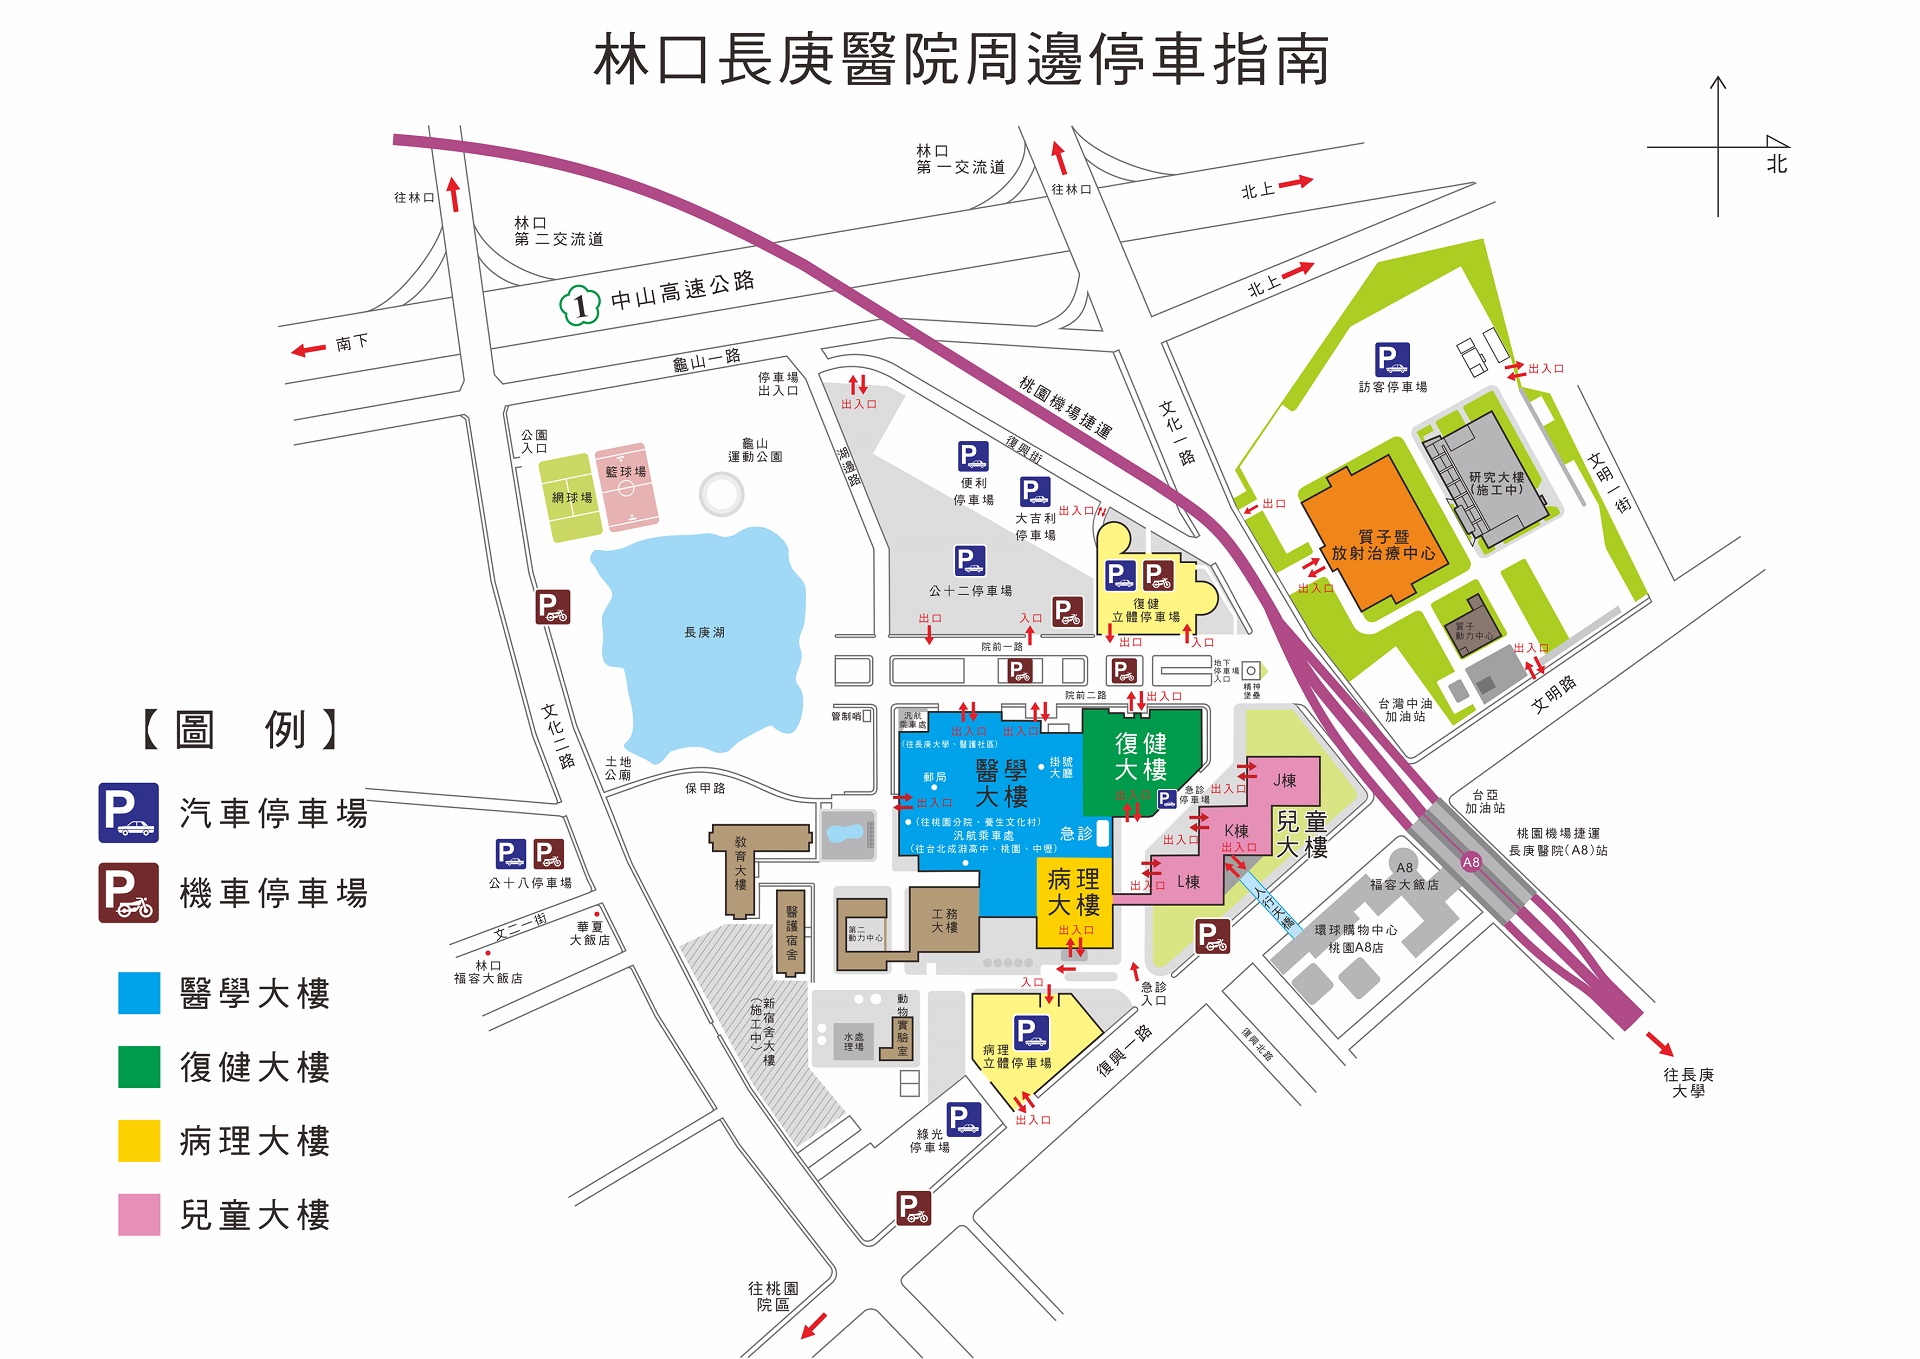 林口長庚醫院周邊停車指南
北
林口
第一交流道
往林口
往林口
林口
第二交流道
北上
北上
1 中山高速公路
南下
龜山一路
停車場
出入口
出入口
桃園機場捷運
復興街
湖邊路
文化一路
P
訪客停車場
出入口
文明一街
公園
入口
網球場
籃球場
龜山
運動公園
P
便利
停車場
P
大吉利
停車場
出入口
研究大樓
(施工中)
出口
質子暨
放射治療中心
出入口
P
公十二停車場
P
P
P
復健
立體停車場
出口
入口
出口
入口
院前一路
P
長庚湖
P
P
地下
停車場
入口
精神
堡壘
質子
動力中心
出入口
文明路
台灣中油
加油站
院前二路
出入口
管制哨
汎航
乘車處
出入口
出入口
(往長庚大學、醫護社區)
復健
大樓
醫學
大樓
掛號
大廳
郵局
出入口
出入口
P
急診
停車場
出入口
J棟
(往桃園分院、養生文化村)
汎航乘車處
(往台北成淵高中、桃園、中壢)
急診
出入口
K棟
出入口
兒童
大樓
出入口
L棟
病理
大樓
出入口
人行天橋
台亞
加油站
桃園機場捷運
長庚醫院(A8)站
A8
A8
福容大飯店
環球購物中心
桃園A8店
P
文化二路
土地
公廟
保甲路
教育大樓
醫護宿舍
第二
動力中心
工務
大樓
P
P
公十八停車場
文二一街
華夏
大飯店
林口
福容大飯店
新宿舍大樓
(施工中)
水處
理場
動物實驗室
入口
P
病理
立體停車場
出入口
急診
入口
復興一路
復興北路
往長庚
大學
P
綠光
停車場
P
往桃園
院區
【圖 例】
P 汽車停車場
P 機車停車場
醫學大樓
復健大樓
病理大樓
兒童大樓